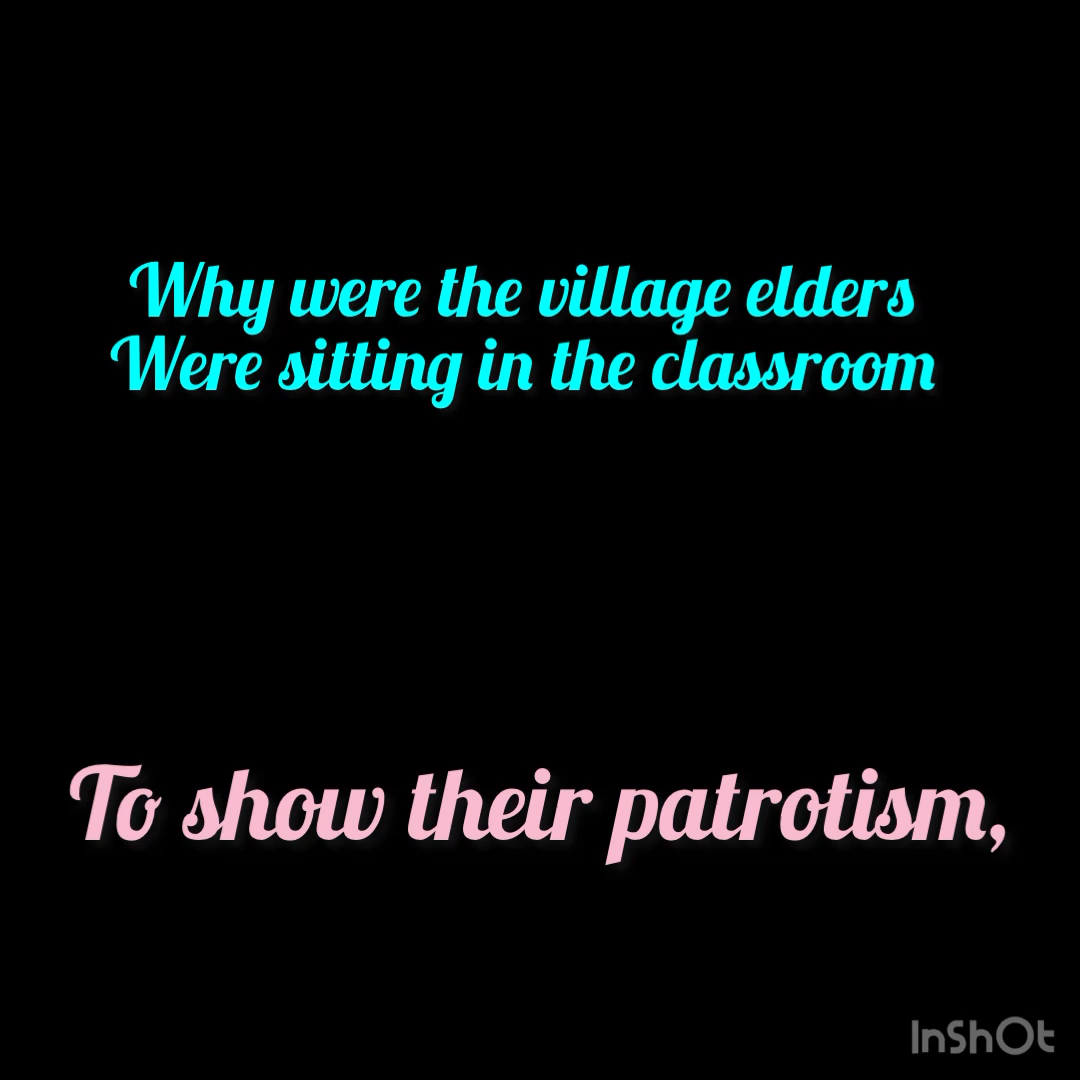 Why were the village elders
Were sitting in the classroom
To show their patrotism,
InShOt